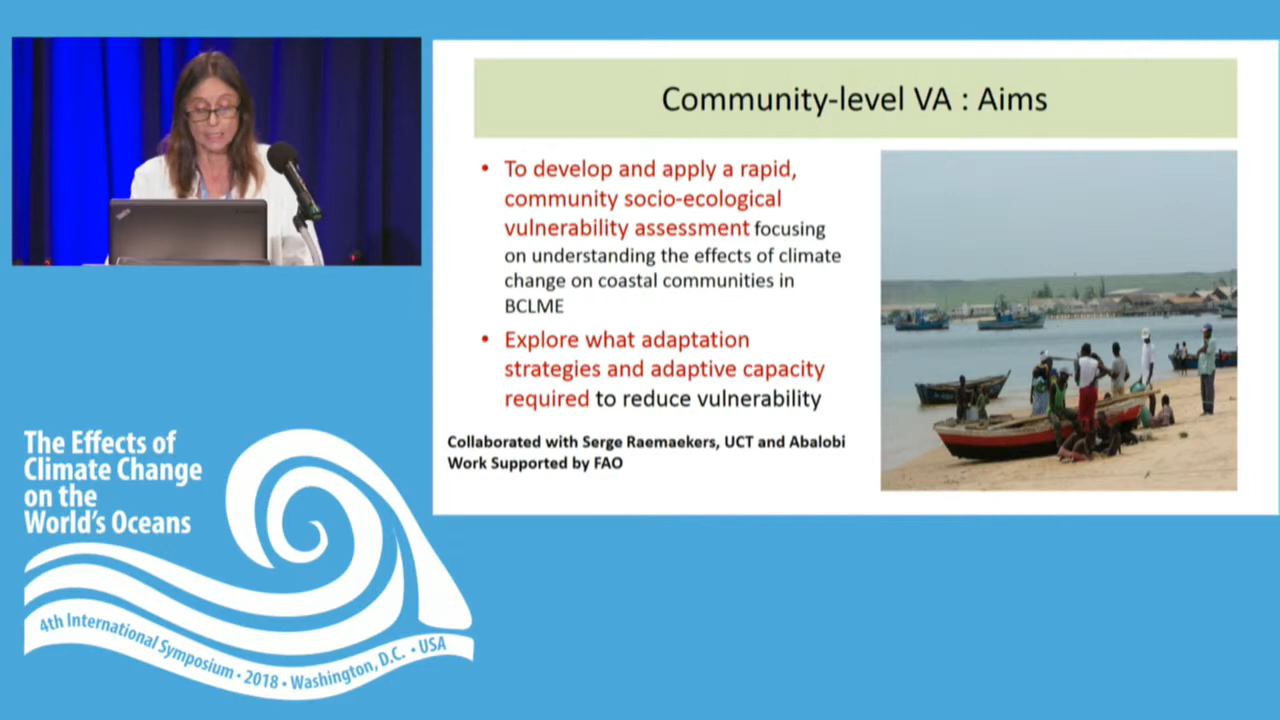 Community-level VA : Aims
• To develop and apply a rapid,
community socio-ecological
vulnerability assessment focusing
on understanding the effects of climate
change on coastal communities in
BCLME
• Explore what adaptation
strategies and adaptive capacity
required to reduce vulnerability
Collaborated with Serge Raemaekers, UCT and Abalobi
Work Supported by FAO
The Effects of
Climate Change
on the
World's Oceans
4th International Symposium • 2018 • Washington, D.C. • USA